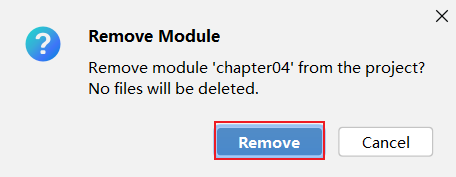 Remove Module
Remove module 'chapter04' from the project?
No files will be deleted.
Remove
Cancel